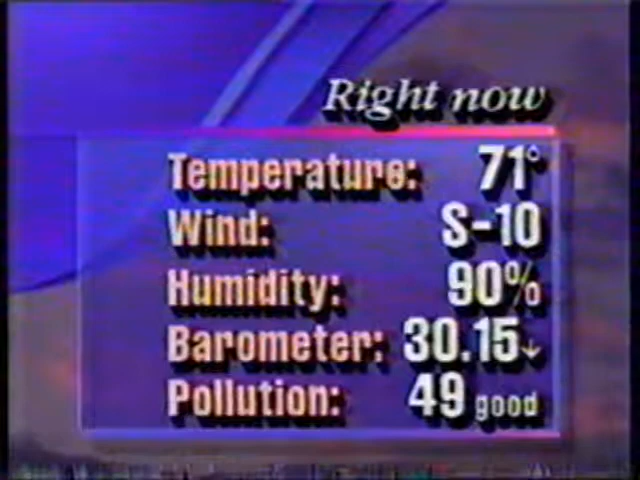 Right now
Temperature: 71°
Wind: S-10
Humidity: 90%
Barometer: 30.15↓
Pollution: 49 good